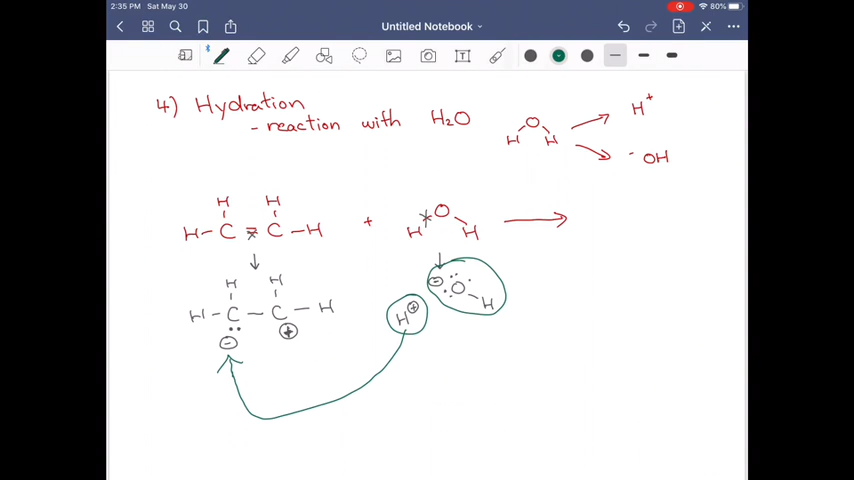 2:35 PM Sat May 30
80%
Untitled Notebook
T
4) Hydration
- reaction with H2O
O
H H
H+
-OH
H H
H-C=C-H + H O H
H H
H-C-C-H
- +
H+
- O-H